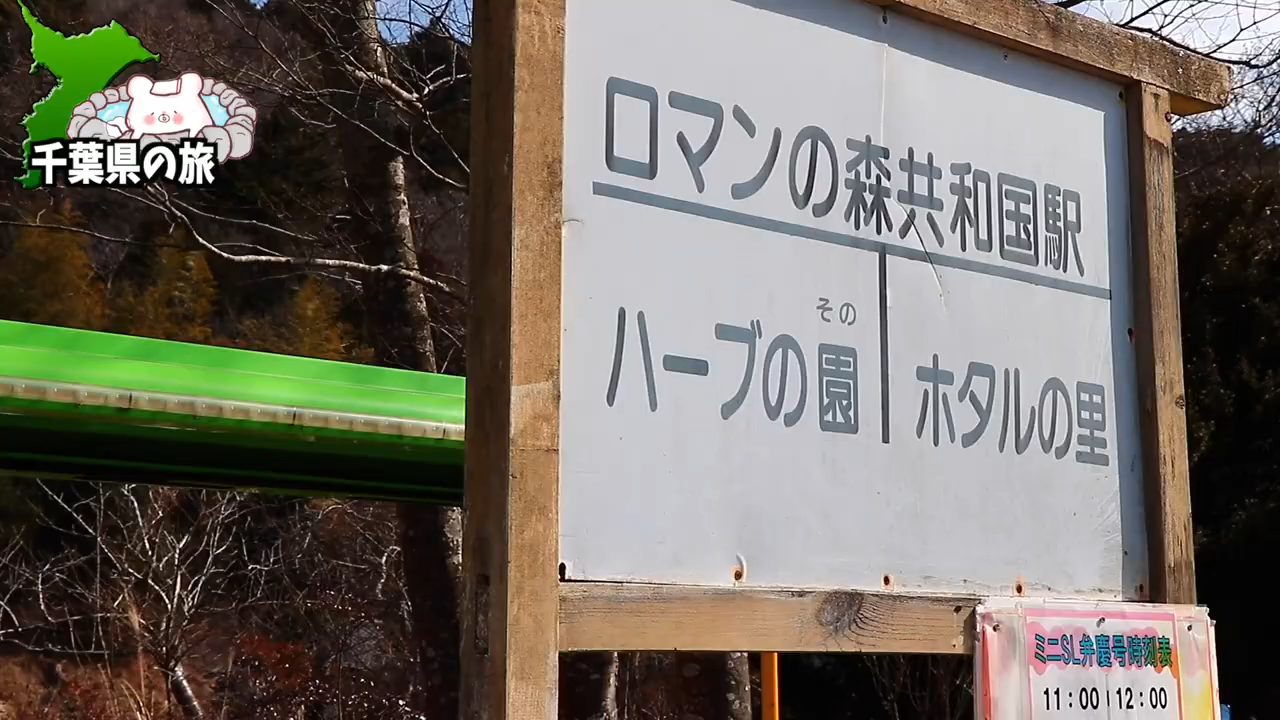 千葉県の旅
ロマンの森共和国駅
その
ハーブの園
ホタルの里
ミニSL弁慶号時刻表
11:00 12:00